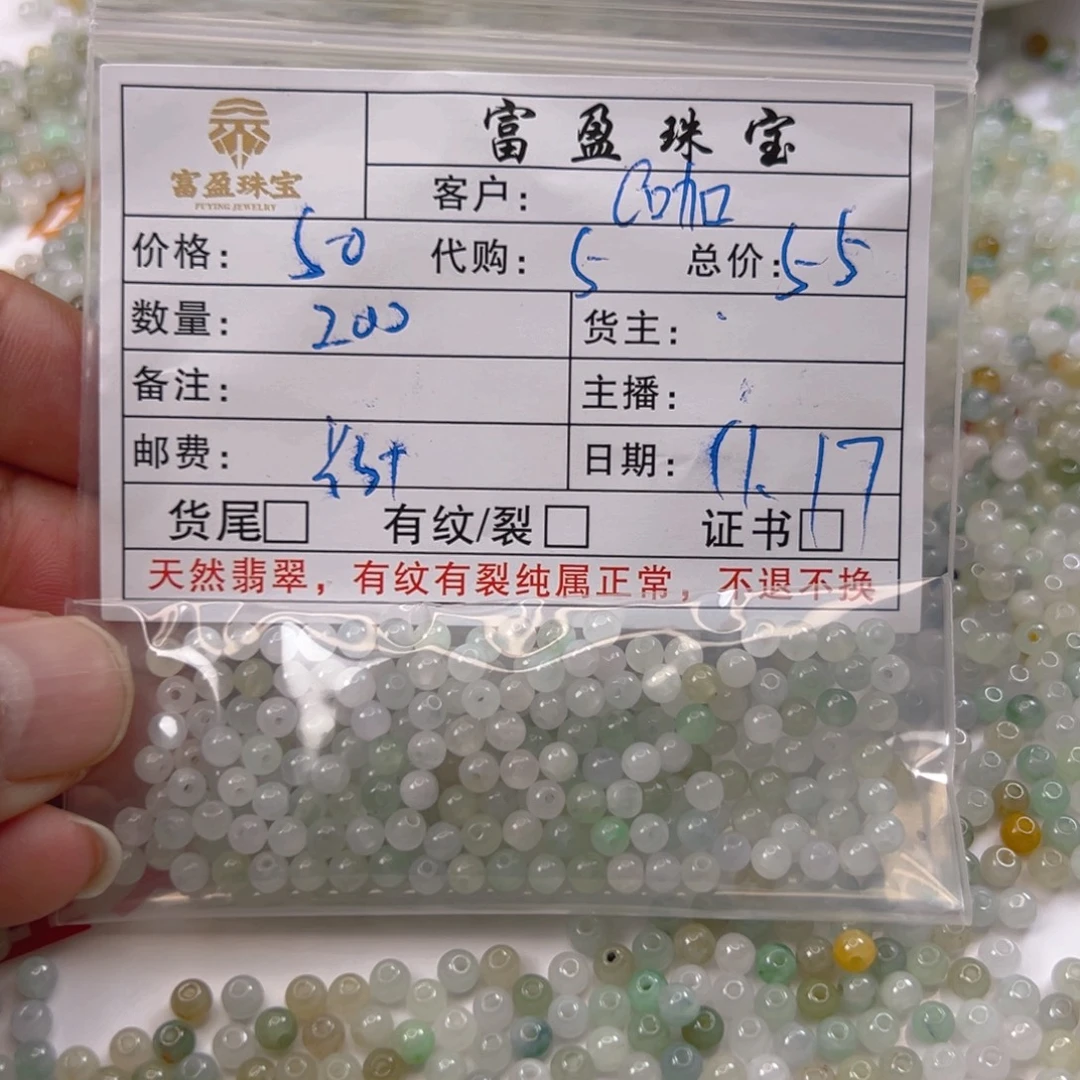 富盈珠宝
FUYING JEWELRY
富盈珠宝
客户：
价格：50 代购：5 总价：55
数量：200
货主：
备注：
主播：
邮费：
日期：11.17
货尾□ 有纹/裂□ 证书□
天然翡翠，有纹有裂纯属正常，不退不换